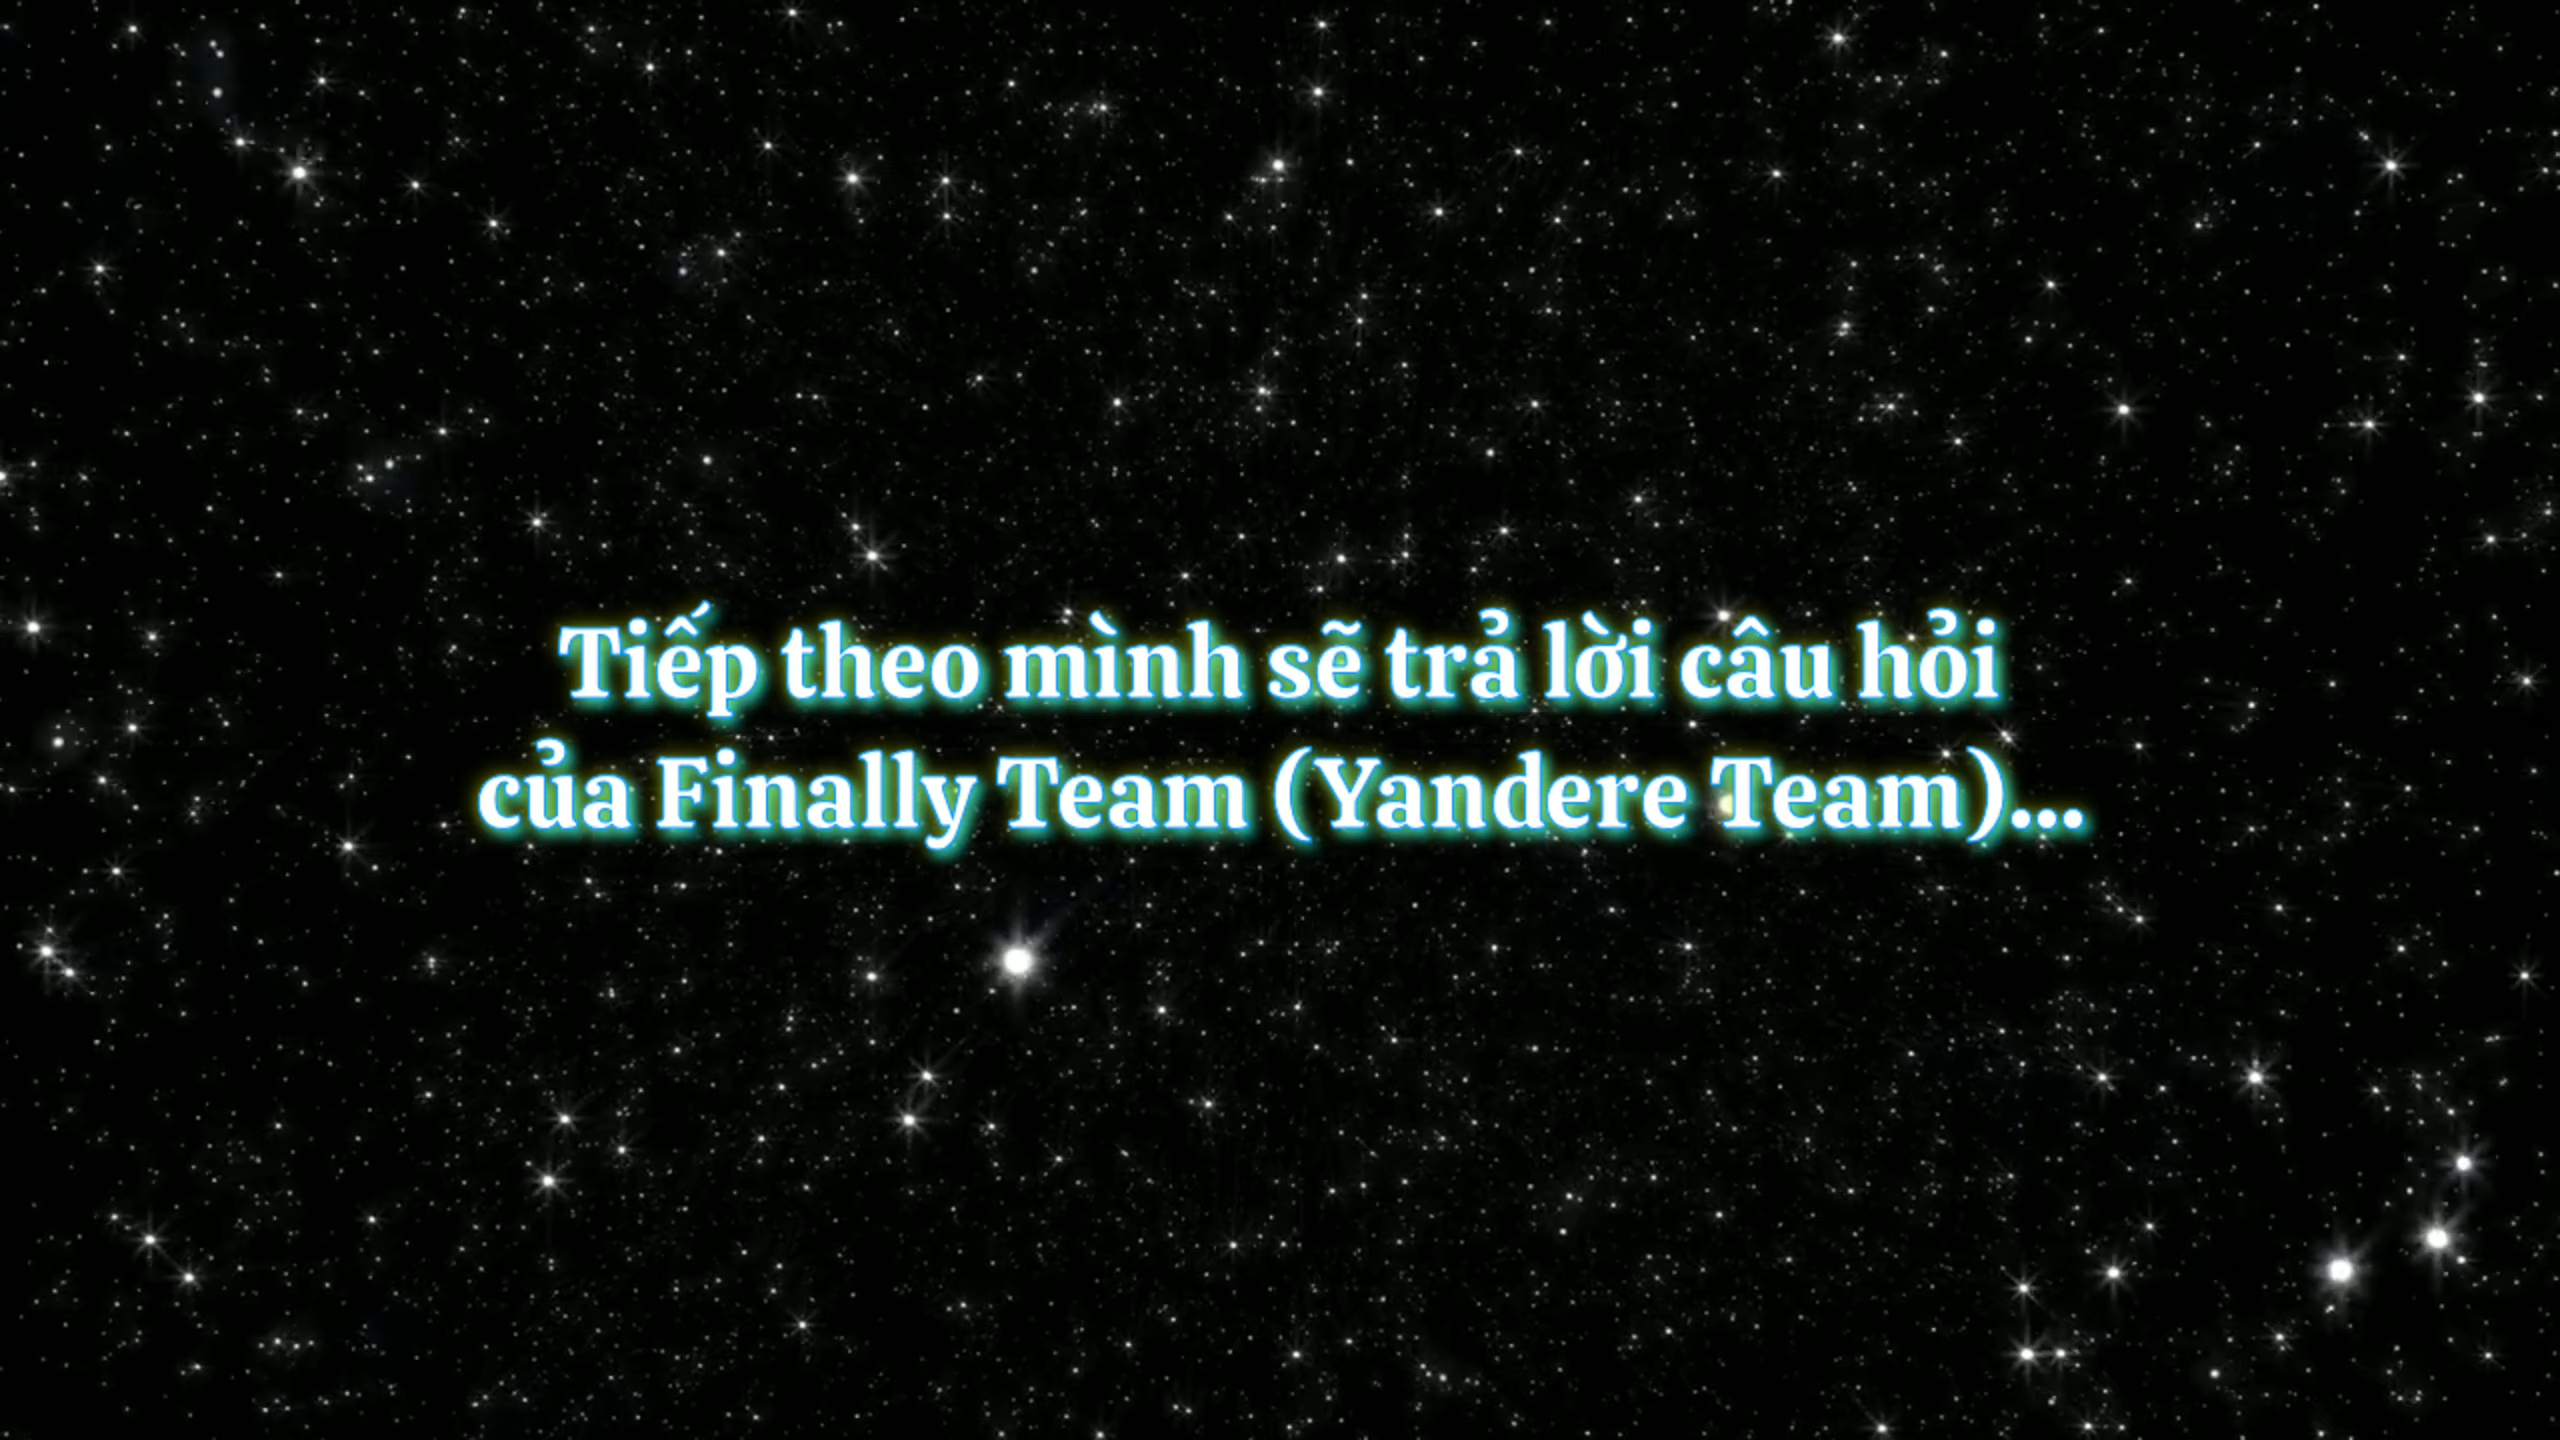 Tiếp theo mình sẽ trả lời câu hỏi
của Finally Team (Yandere Team)...